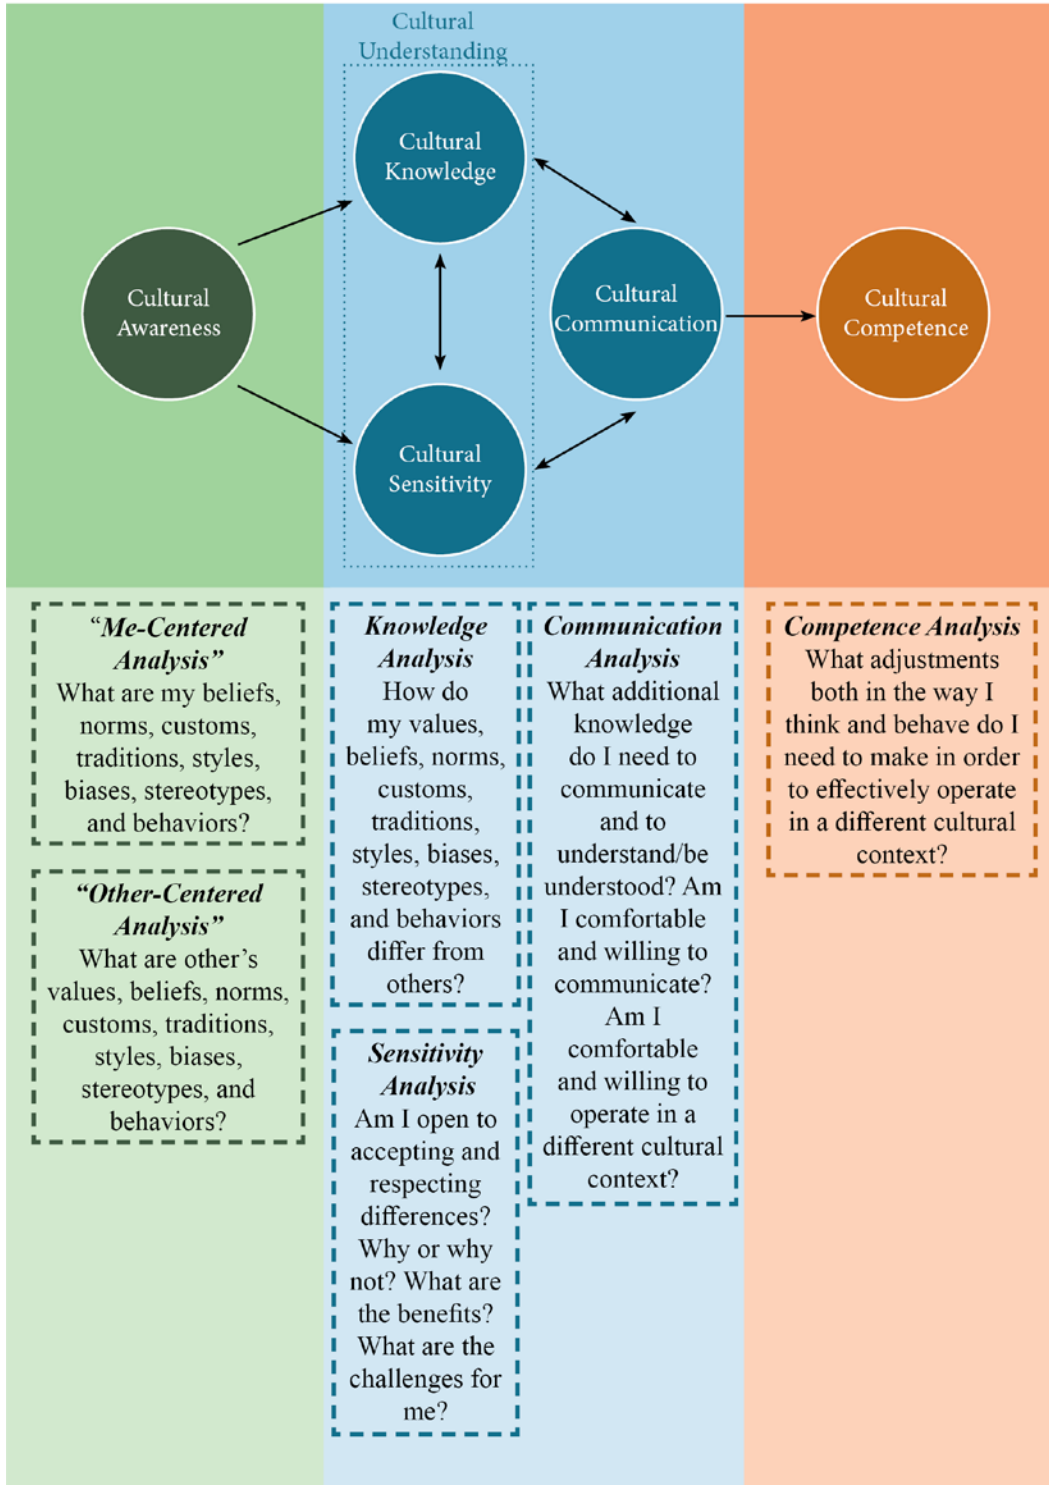 Cultural
Understanding
Cultural
Knowledge
Cultural
Awareness
Cultural
Communication
Cultural
Competence
Cultural
Sensitivity
“Me-Centered
Analysis”
What are my beliefs,
norms, customs,
traditions, styles,
biases, stereotypes,
and behaviors?
“Other-Centered
Analysis”
What are other’s
values, beliefs, norms,
customs, traditions,
styles, biases,
stereotypes, and
behaviors?
Knowledge
Analysis
How do
my values,
beliefs, norms,
customs,
traditions,
styles, biases,
stereotypes,
and behaviors
differ from
others?
Sensitivity
Analysis
Am I open to
accepting and
respecting
differences?
Why or why
not? What are
the benefits?
What are the
challenges for
me?
Communication
Analysis
What additional
knowledge
do I need to
communicate
and to
understand/be
understood? Am
I comfortable
and willing to
communicate?
Am I
comfortable
and willing to
operate in a
different cultural
context?
Competence Analysis
What adjustments
both in the way I
think and behave do I
need to make in order
to effectively operate
in a different cultural
context?